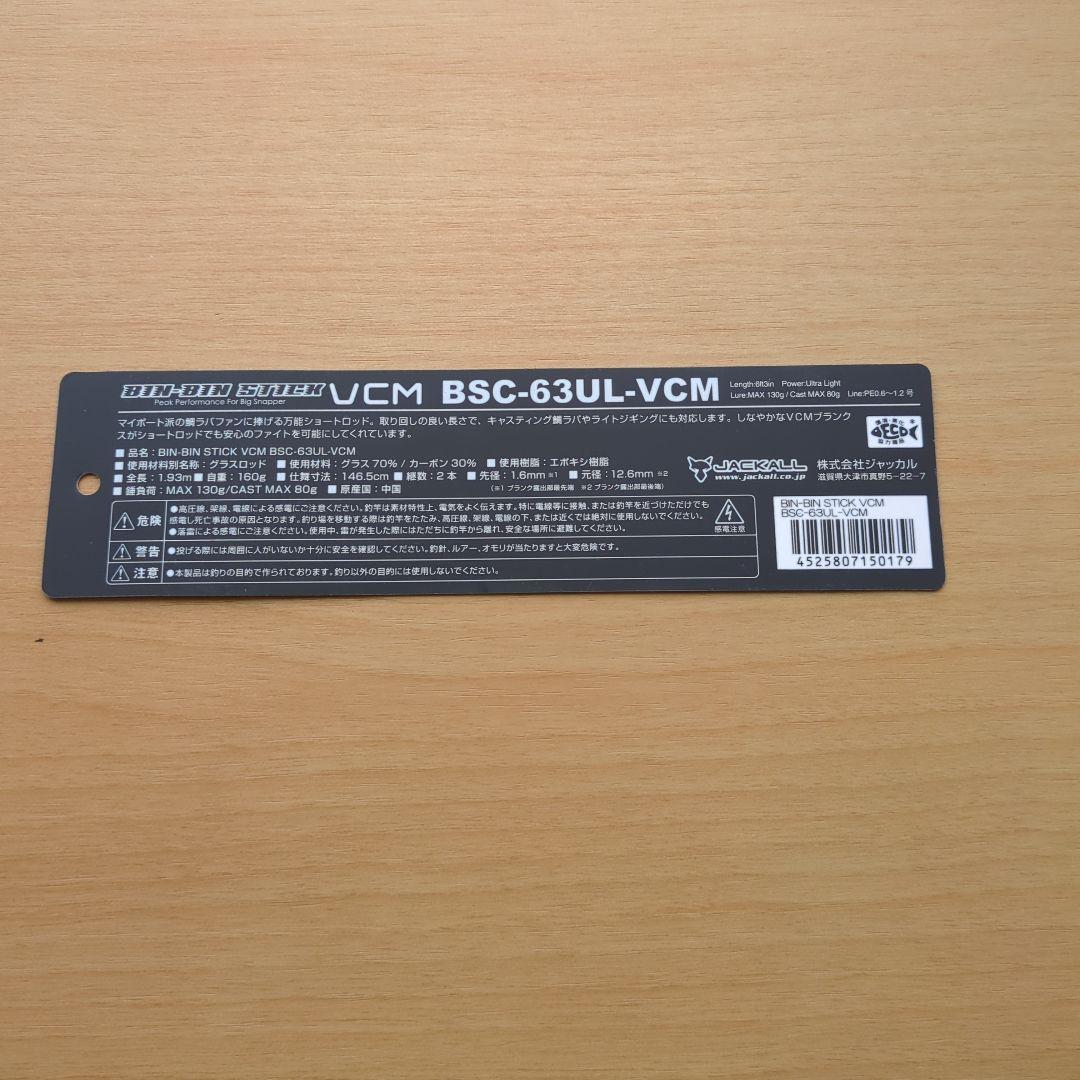 BIN-BIN STICK VCM BSC-63UL-VCM
Peak Performance For Big Snapper
Length:6ft3in Power:Ultra Light
Lure:MAX 130g / Cast MAX 80g Line:PE0.6〜1.2号
マイボート派の鯛ラバファンに捧げる万能ショートロッド。取り回しの良い長さで、キャスティング鯛ラバやライトジギングにも対応します。しなやかなVCMブランク
スがショートロッドでも安心のファイトを可能にしてくれています。
■品名：BIN-BIN STICK VCM BSC-63UL-VCM
■使用材料別名称：グラスロッド ■使用材料：グラス70% / カーボン30% ■使用樹脂：エポキシ樹脂
■全長：1.93m ■自重：160g ■仕舞寸法：146.5cm ■継数：2本 ■先径：1.6mm※1 ■元径：12.6mm※2
■錘負荷：MAX 130g/CAST MAX 80g ■原産国：中国 (※1 ブランク露出部最先端 ※2 ブランク露出部最後端)
ECO
JACKALL
www.jackall.co.jp
株式会社ジャッカル
滋賀県大津市真野5-22-7
危険
●高圧線、架線、電線による感電にご注意ください。釣竿は素材特性上、電気をよく伝えます。特に電線等に接触、または釣竿を近づけただけでも
感電し死亡事故の原因となります。釣り場を移動する際は釣竿をたたみ、高圧線、架線、電線の下、または近くでは絶対に使用しないでください。
●落雷による感電にご注意ください。使用中、雷が発生した際にはただちに釣竿から離れ、安全な場所に避難してください。
感電注意
警告
●投げる際には周囲に人がいないか十分に安全を確認してください。釣針、ルアー、オモリが当たりますと大変危険です。
注意
●本製品は釣りの目的で作られております。釣り以外の目的には使用しないでください。
BIN-BIN STICK VCM
BSC-63UL-VCM
4525807150179